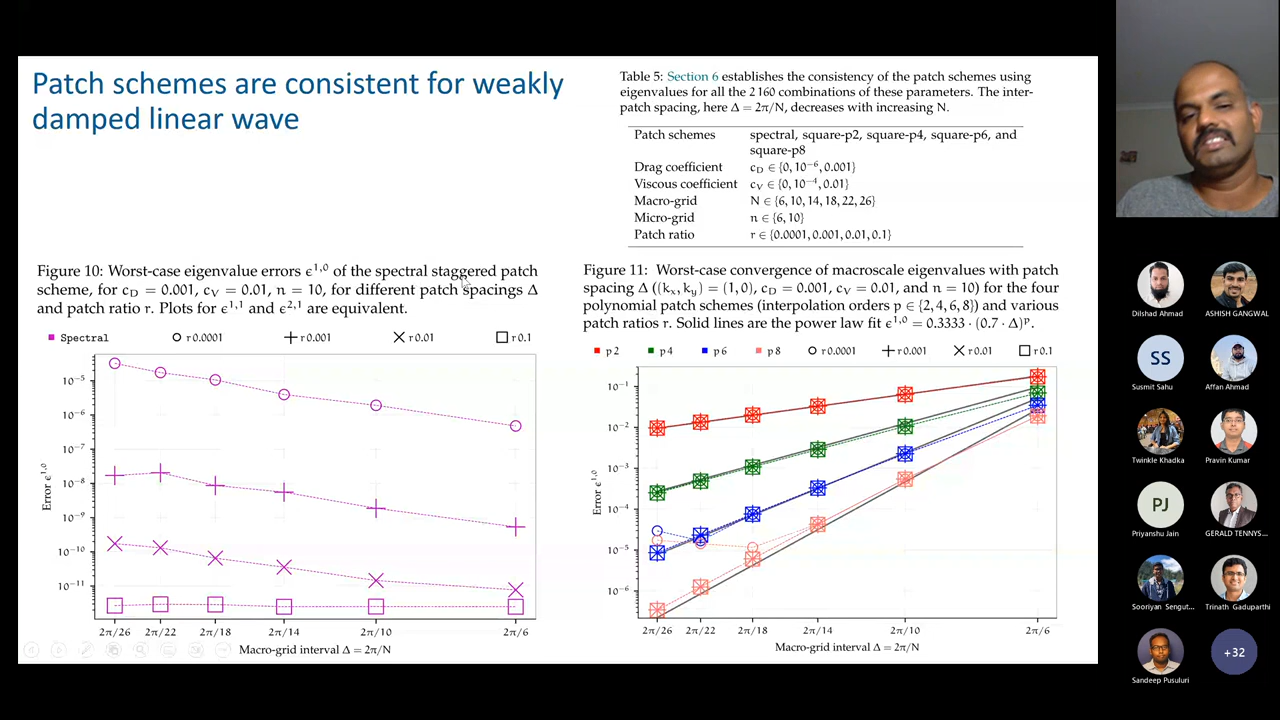 Patch schemes are consistent for weakly
damped linear wave
Table 5: Section 6 establishes the consistency of the patch schemes using
eigenvalues for all the 2 160 combinations of these parameters. The inter-
patch spacing, here Δ = 2π/N, decreases with increasing N.
Patch schemes spectral, square-p2, square-p4, square-p6, and
square-p8
Drag coefficient c_D ∈ {0, 10⁻⁶, 0.001}
Viscous coefficient c_V ∈ {0, 10⁻⁴, 0.01}
Macro-grid N ∈ {6, 10, 14, 18, 22, 26}
Micro-grid n ∈ {6, 10}
Patch ratio r ∈ {0.0001, 0.001, 0.01, 0.1}
Figure 10: Worst-case eigenvalue errors ϵ¹,⁰ of the spectral staggered patch
scheme, for c_D = 0.001, c_V = 0.01, n = 10, for different patch spacings Δ
and patch ratio r. Plots for ϵ¹,¹ and ϵ²,¹ are equivalent.
Spectral r 0.0001 r 0.001 r 0.01 r 0.1
10⁻⁵
10⁻⁶
10⁻⁷
10⁻⁸
10⁻⁹
10⁻¹⁰
10⁻¹¹
Error ϵ¹,⁰
2π/26 2π/22 2π/18 2π/14 2π/10 2π/6
Macro-grid interval Δ = 2π/N
Figure 11: Worst-case convergence of macroscale eigenvalues with patch
spacing Δ ((k_x, k_y) = (1, 0), c_D = 0.001, c_V = 0.01, and n = 10) for the four
polynomial patch schemes (interpolation orders p ∈ {2, 4, 6, 8}) and various
patch ratios r. Solid lines are the power law fit ϵ¹,⁰ = 0.3333 · (0.7 · Δ)ᵖ.
p 2 p 4 p 6 p 8 r 0.0001 r 0.001 r 0.01 r 0.1
10⁻¹
10⁻²
10⁻³
10⁻⁴
10⁻⁵
10⁻⁶
Error ϵ¹,⁰
2π/26 2π/22 2π/18 2π/14 2π/10 2π/6
Macro-grid interval Δ = 2π/N
Dilshad Ahmad
ASHISH GANGWAL
SS
Susmit Sahu
Affan Ahmad
Twinkle Khadka
Pravin Kumar
PJ
Priyanshu Jain
GERALD TENNYS...
Sooriyan Sengut...
Trinath Gaduparthi
Sandeep Pusuluri
+32